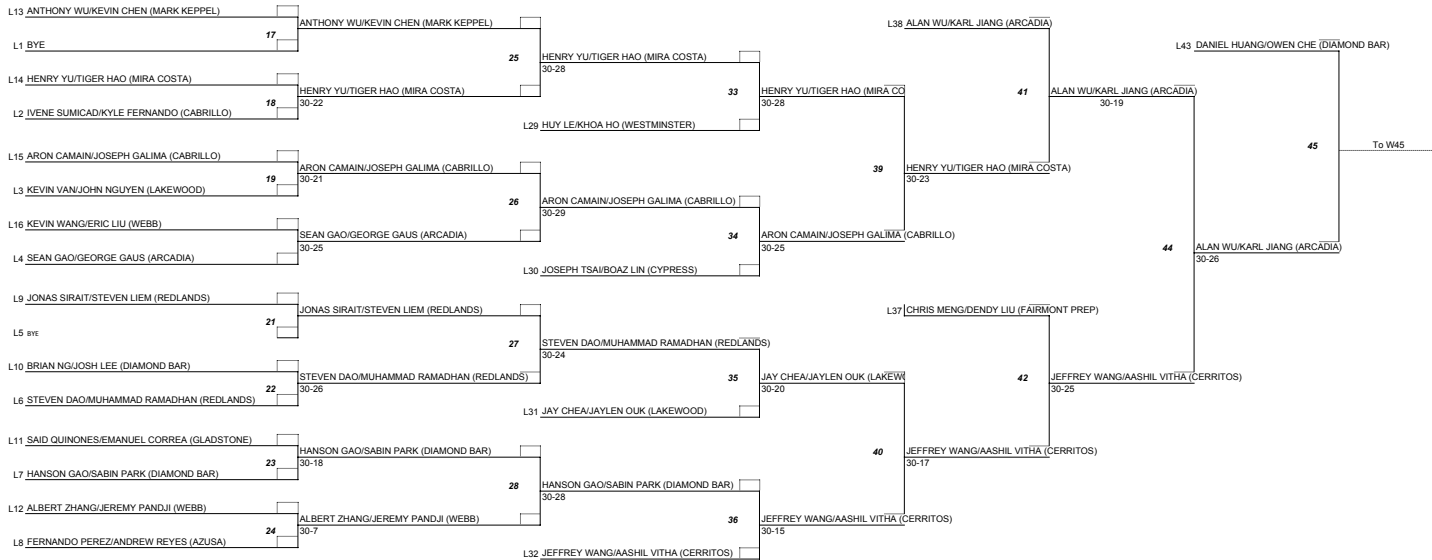 L13 ANTHONY WU/KEVIN CHEN (MARK KEPPEL)
17
L1 BYE
L14 HENRY YU/TIGER HAO (MIRA COSTA)
18
L2 IVENE SUMICAD/KYLE FERNANDO (CABRILLO)
L15 ARON CAMAIN/JOSEPH GALIMA (CABRILLO)
19
L3 KEVIN VAN/JOHN NGUYEN (LAKEWOOD)
L16 KEVIN WANG/ERIC LIU (WEBB)
L4 SEAN GAO/GEORGE GAUS (ARCADIA)
L9 JONAS SIRAIT/STEVEN LIEM (REDLANDS)
21
L5 BYE
L10 BRIAN NG/JOSH LEE (DIAMOND BAR)
22
L6 STEVEN DAO/MUHAMMAD RAMADHAN (REDLANDS)
L11 SAID QUINONES/EMANUEL CORREA (GLADSTONE)
23
L7 HANSON GAO/SABIN PARK (DIAMOND BAR)
L12 ALBERT ZHANG/JEREMY PANDJI (WEBB)
24
L8 FERNANDO PEREZ/ANDREW REYES (AZUSA)
ANTHONY WU/KEVIN CHEN (MARK KEPPEL)
25
HENRY YU/TIGER HAO (MIRA COSTA)
30-22
ARON CAMAIN/JOSEPH GALIMA (CABRILLO)
30-21
26
SEAN GAO/GEORGE GAUS (ARCADIA)
30-25
JONAS SIRAIT/STEVEN LIEM (REDLANDS)
27
STEVEN DAO/MUHAMMAD RAMADHAN (REDLANDS)
30-26
HANSON GAO/SABIN PARK (DIAMOND BAR)
30-18
28
ALBERT ZHANG/JEREMY PANDJI (WEBB)
30-7
HENRY YU/TIGER HAO (MIRA COSTA)
30-28
33
L29 HUY LE/KHOA HO (WESTMINSTER)
ARON CAMAIN/JOSEPH GALIMA (CABRILLO)
30-29
34
L30 JOSEPH TSAI/BOAZ LIN (CYPRESS)
STEVEN DAO/MUHAMMAD RAMADHAN (REDLANDS)
30-24
35
L31 JAY CHEA/JAYLEN OUK (LAKEWOOD)
HANSON GAO/SABIN PARK (DIAMOND BAR)
30-28
36
L32 JEFFREY WANG/AASHIL VITHA (CERRITOS)
HENRY YU/TIGER HAO (MIRA CO
30-28
39
ARON CAMAIN/JOSEPH GALIMA (CABRILLO)
30-25
JAY CHEA/JAYLEN OUK (LAKEW
30-20
40
JEFFREY WANG/AASHIL VITHA (CERRITOS)
30-15
L38 ALAN WU/KARL JIANG (ARCADIA)
41
HENRY YU/TIGER HAO (MIRA COSTA)
30-23
L37 CHRIS MENG/DENDY LIU (FAIRMONT PREP)
42
JEFFREY WANG/AASHIL VITHA (CERRITOS)
30-17
ALAN WU/KARL JIANG (ARCADIA)
30-19
44
JEFFREY WANG/AASHIL VITHA (CERRITOS)
30-25
L43 DANIEL HUANG/OWEN CHE (DIAMOND BAR)
45
ALAN WU/KARL JIANG (ARCADIA)
30-26
To W45